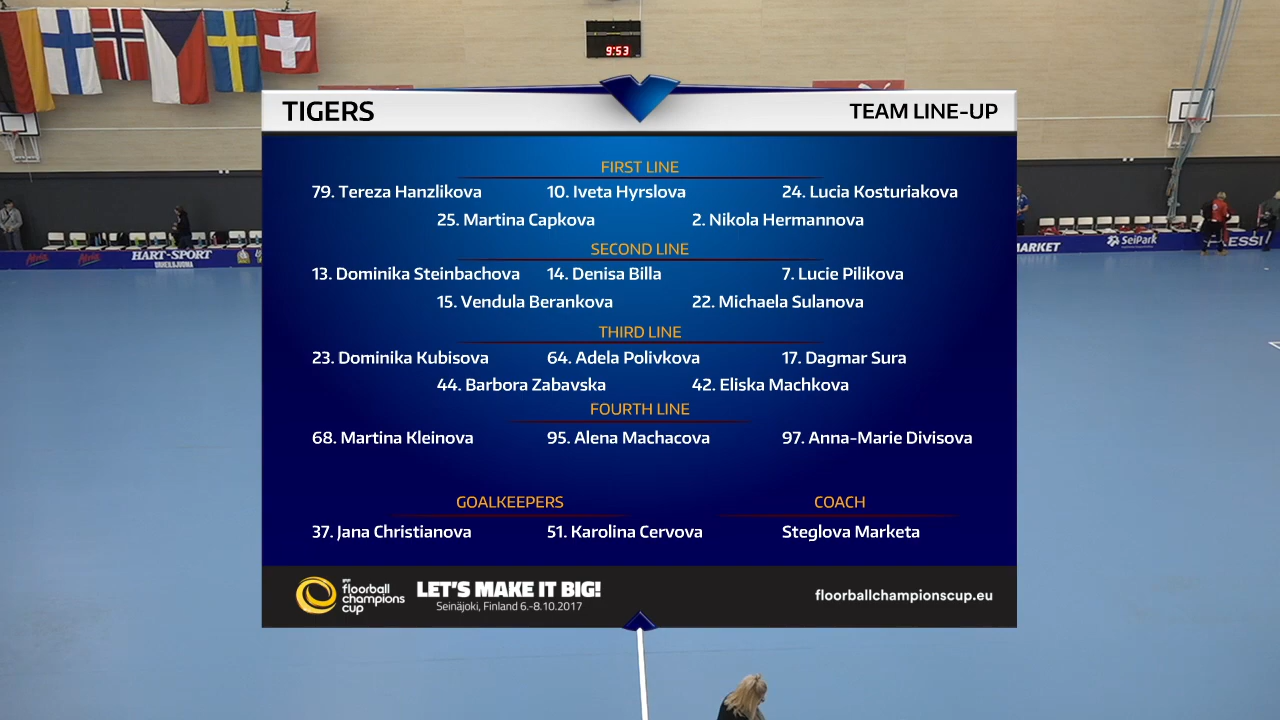 9:53
TIGERS
TEAM LINE-UP
FIRST LINE
79. Tereza Hanzlikova 10. Iveta Hyrslova 24. Lucia Kosturiakova
25. Martina Capkova 2. Nikola Hermannova
SECOND LINE
13. Dominika Steinbachova 14. Denisa Billa 7. Lucie Pilikova
15. Vendula Berankova 22. Michaela Sulanova
THIRD LINE
23. Dominika Kubisova 64. Adela Polivkova 17. Dagmar Sura
44. Barbora Zabavska 42. Eliska Machkova
FOURTH LINE
68. Martina Kleinova 95. Alena Machacova 97. Anna-Marie Divisova
GOALKEEPERS COACH
37. Jana Christianova 51. Karolina Cervova Steglova Marketa
IFF
floorball
champions
cup
LET'S MAKE IT BIG!
Seinäjoki, Finland 6.-8.10.2017
floorballchampionscup.eu
HART-SPORT
URHEILUOMA
MARKET
SeiPark